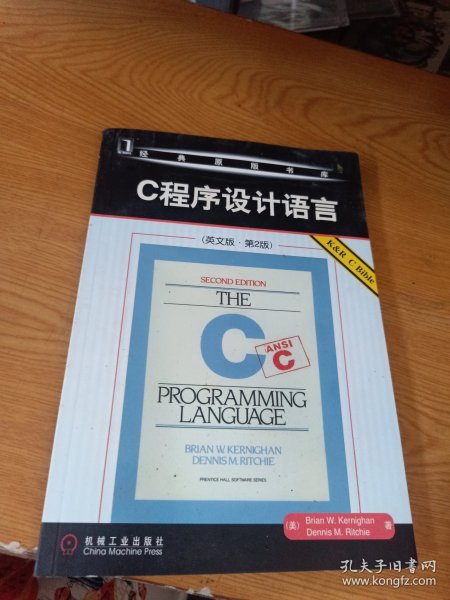 经典原版书库
C程序设计语言
(英文版·第2版)
K&R C Bible
SECOND EDITION
THE
C
ANSI
C
PROGRAMMING
LANGUAGE
BRIAN W. KERNIGHAN
DENNIS M. RITCHIE
PRENTICE HALL SOFTWARE SERIES
(美) Brian W. Kernighan
Dennis M. Ritchie 著
机械工业出版社
China Machine Press
孔夫子旧书网
www.kongfz.com